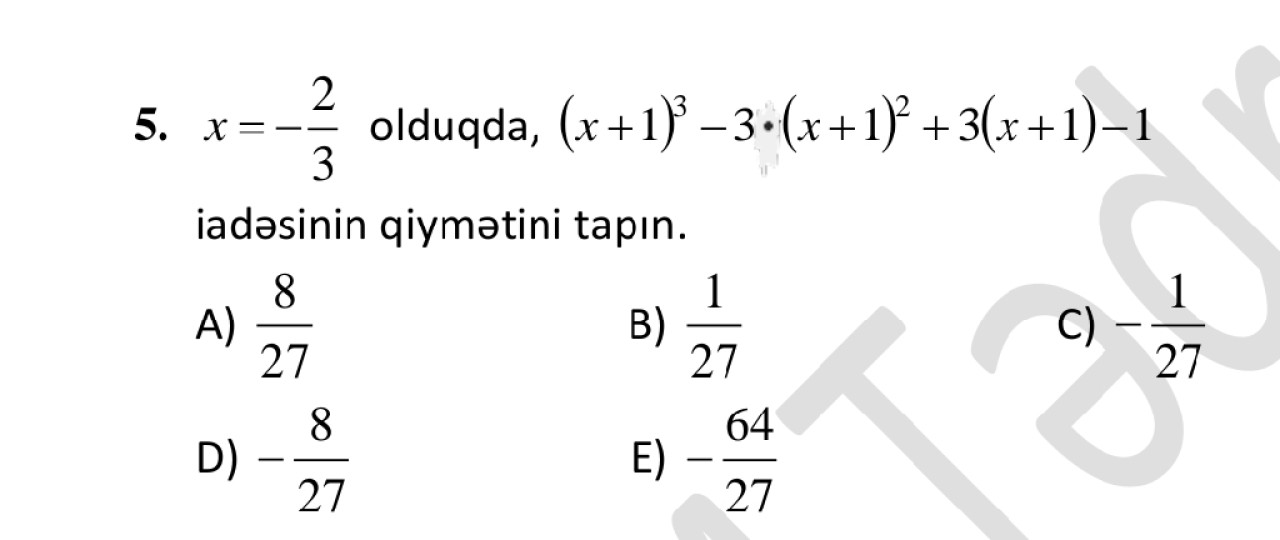 5. x = -2/3 olduqda, (x+1)³ - 3·(x+1)² + 3(x+1) - 1
iadəsinin qiymətini tapın.
A) 8/27 B) 1/27 C) -1/27
D) -8/27 E) -64/27